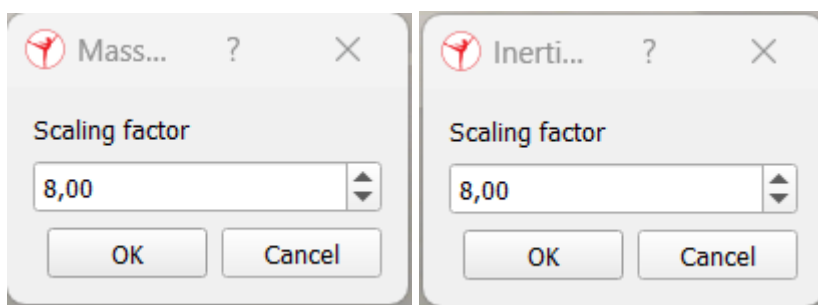 Mass... ?
Scaling factor
8,00
OK Cancel
Inerti... ?
Scaling factor
8,00
OK Cancel